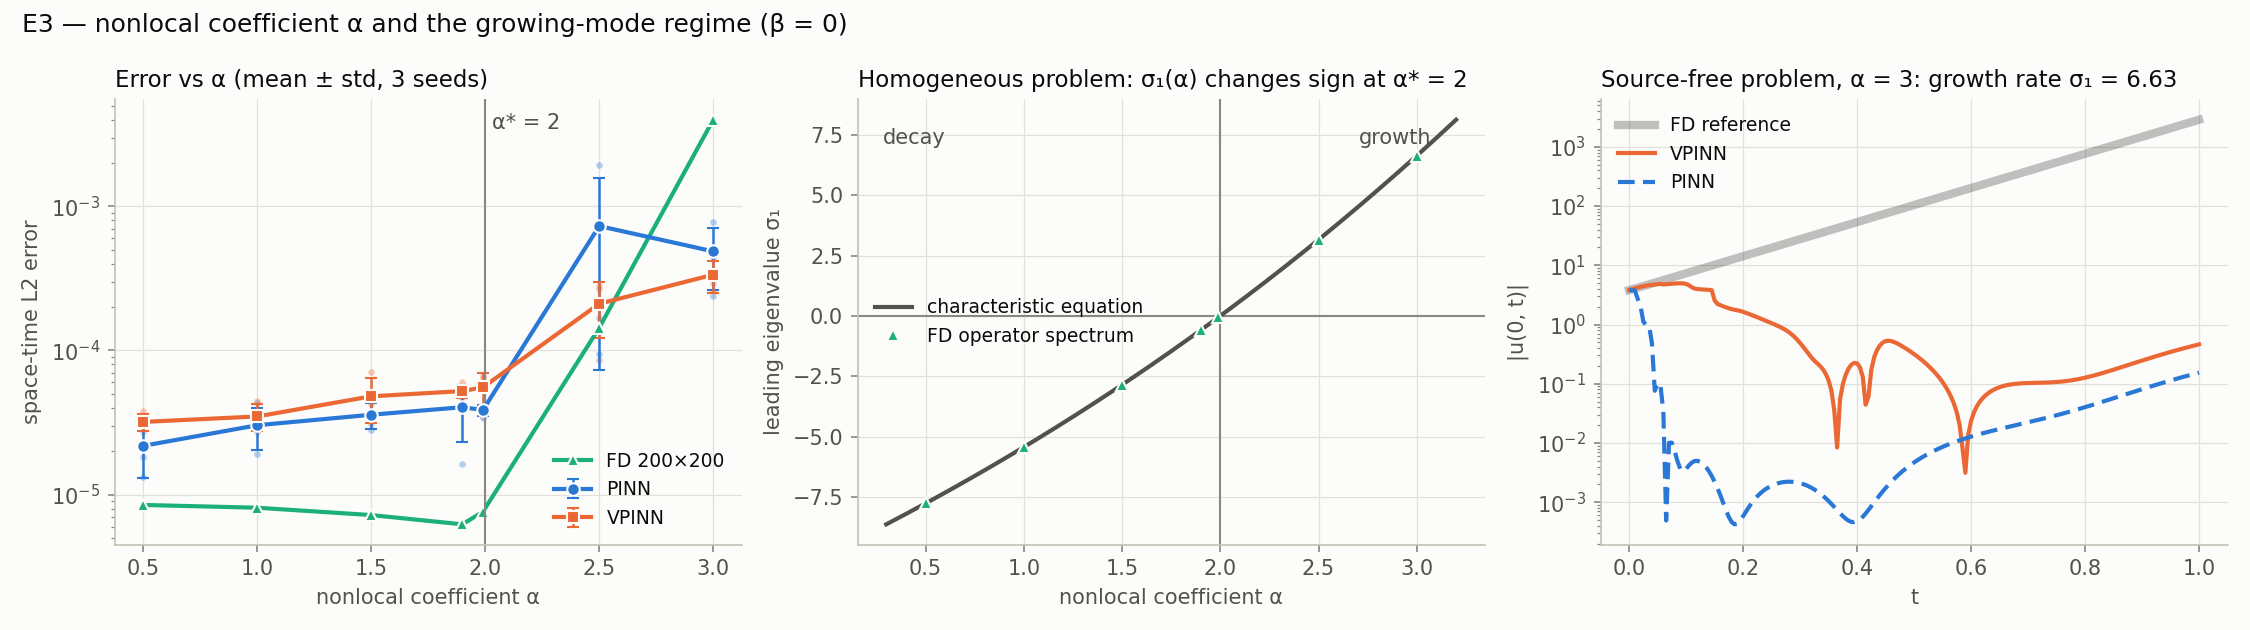 E3 — nonlocal coefficient α and the growing-mode regime (β = 0)
Error vs α (mean ± std, 3 seeds)
α* = 2
space-time L2 error
10⁻³
10⁻⁴
10⁻⁵
FD 200×200
PINN
VPINN
0.5 1.0 1.5 2.0 2.5 3.0
nonlocal coefficient α
Homogeneous problem: σ₁(α) changes sign at α* = 2
decay
growth
leading eigenvalue σ₁
7.5
5.0
2.5
0.0
−2.5
−5.0
−7.5
characteristic equation
FD operator spectrum
0.5 1.0 1.5 2.0 2.5 3.0
nonlocal coefficient α
Source-free problem, α = 3: growth rate σ₁ = 6.63
FD reference
VPINN
PINN
|u(0, t)|
10³
10²
10¹
10⁰
10⁻¹
10⁻²
10⁻³
0.0 0.2 0.4 0.6 0.8 1.0
t